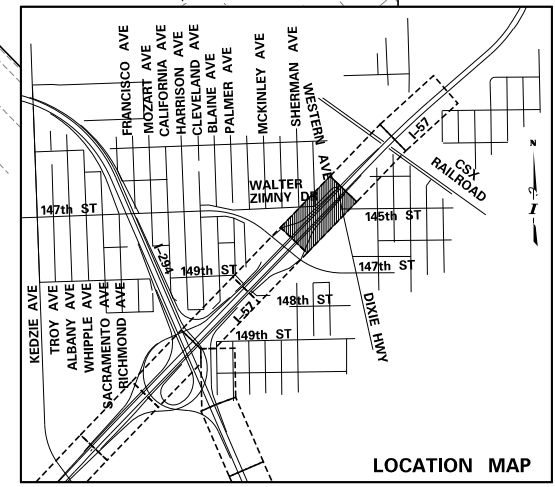 FRANCISCO AVE
MOZART AVE
CALIFORNIA AVE
HARRISON AVE
CLEVELAND AVE
BLAINE AVE
PALMER AVE
MCKINLEY AVE
SHERMAN AVE
WESTERN AVE
I-57
CSX
RAILROAD
N
WALTER
ZIMNY DR
147th ST
145th ST
I-294
149th ST
147th ST
148th ST
I-57
149th ST
DIXIE HWY
KEDZIE AVE
TROY AVE
ALBANY AVE
WHIPPLE AVE
SACRAMENTO AVE
RICHMOND AVE
LOCATION MAP